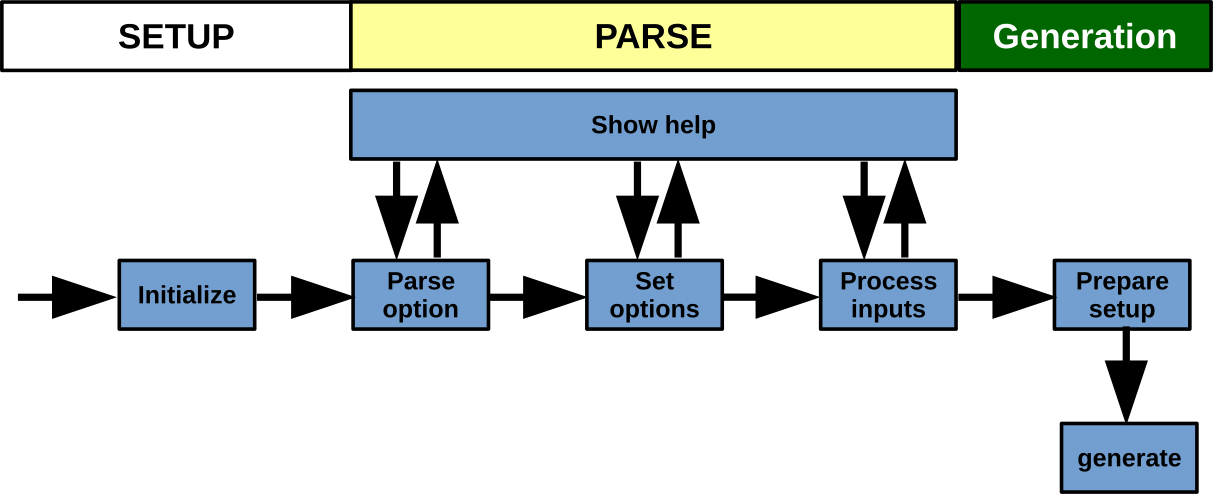 SETUP
PARSE
Generation
Show help
Initialize
Parse
option
Set
options
Process
inputs
Prepare
setup
generate